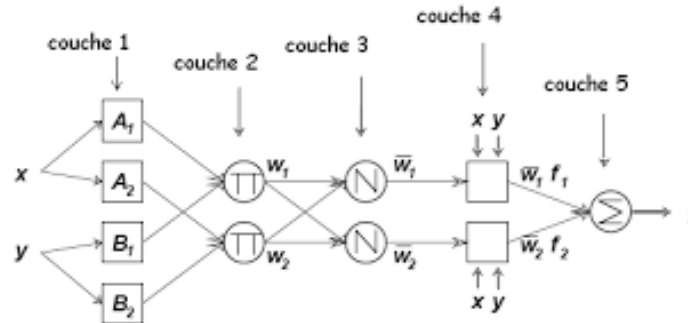 couche 1
couche 2
couche 3
couche 4
couche 5
x
y
A₁
A₂
B₁
B₂
Π
Π
w₁
w₂
N
N
w̅₁
w̅₂
x y
x y
w̅₁ f₁
w̅₂ f₂
Σ